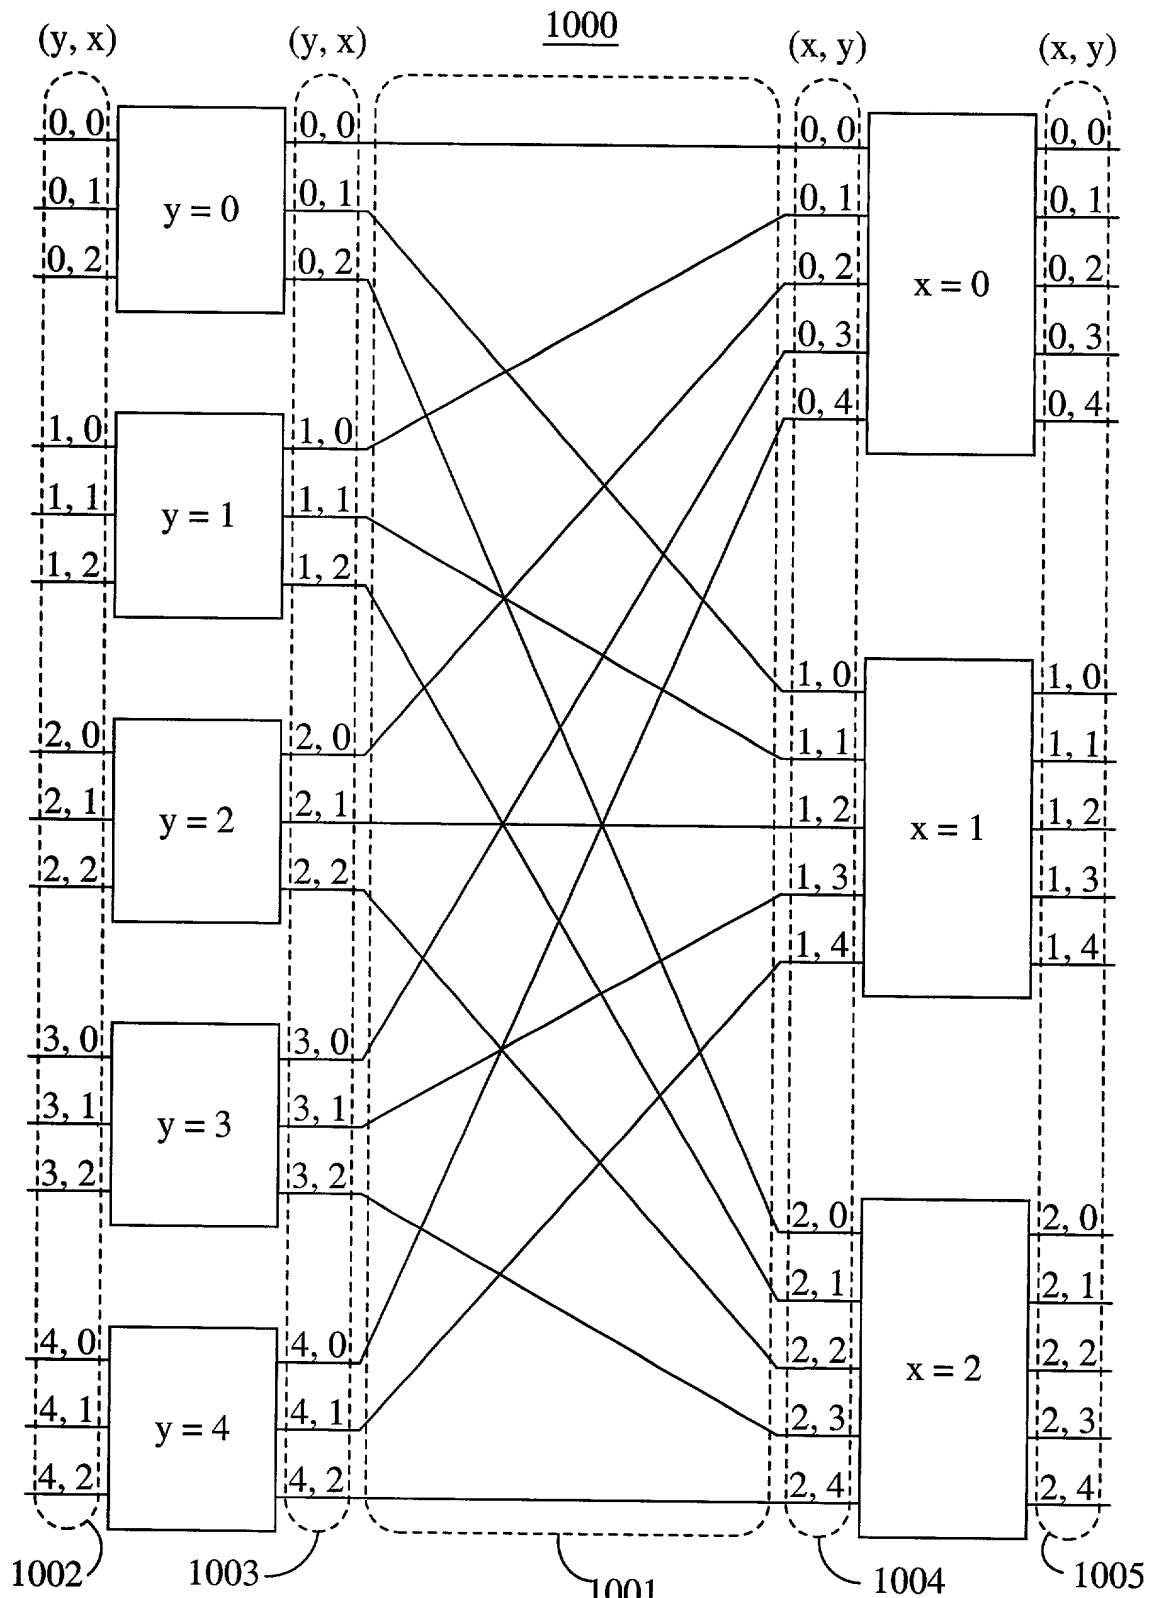 1000
(y, x) (y, x) (x, y) (x, y)
0, 0 0, 0 0, 0 0, 0
0, 1 y = 0 0, 1 0, 1 0, 1
0, 2 0, 2 0, 2 x = 0 0, 2
0, 3 0, 3
0, 4 0, 4
1, 0 1, 0
1, 1 y = 1 1, 1
1, 2 1, 2
1, 0 1, 0
2, 0 2, 0 1, 1 1, 1
2, 1 y = 2 2, 1 1, 2 x = 1 1, 2
2, 2 2, 2 1, 3 1, 3
1, 4 1, 4
3, 0 3, 0
3, 1 y = 3 3, 1
3, 2 3, 2
2, 0 2, 0
2, 1 2, 1
4, 0 4, 0 2, 2 x = 2 2, 2
4, 1 y = 4 4, 1 2, 3 2, 3
4, 2 4, 2 2, 4 2, 4
1002 1003 1001 1004 1005